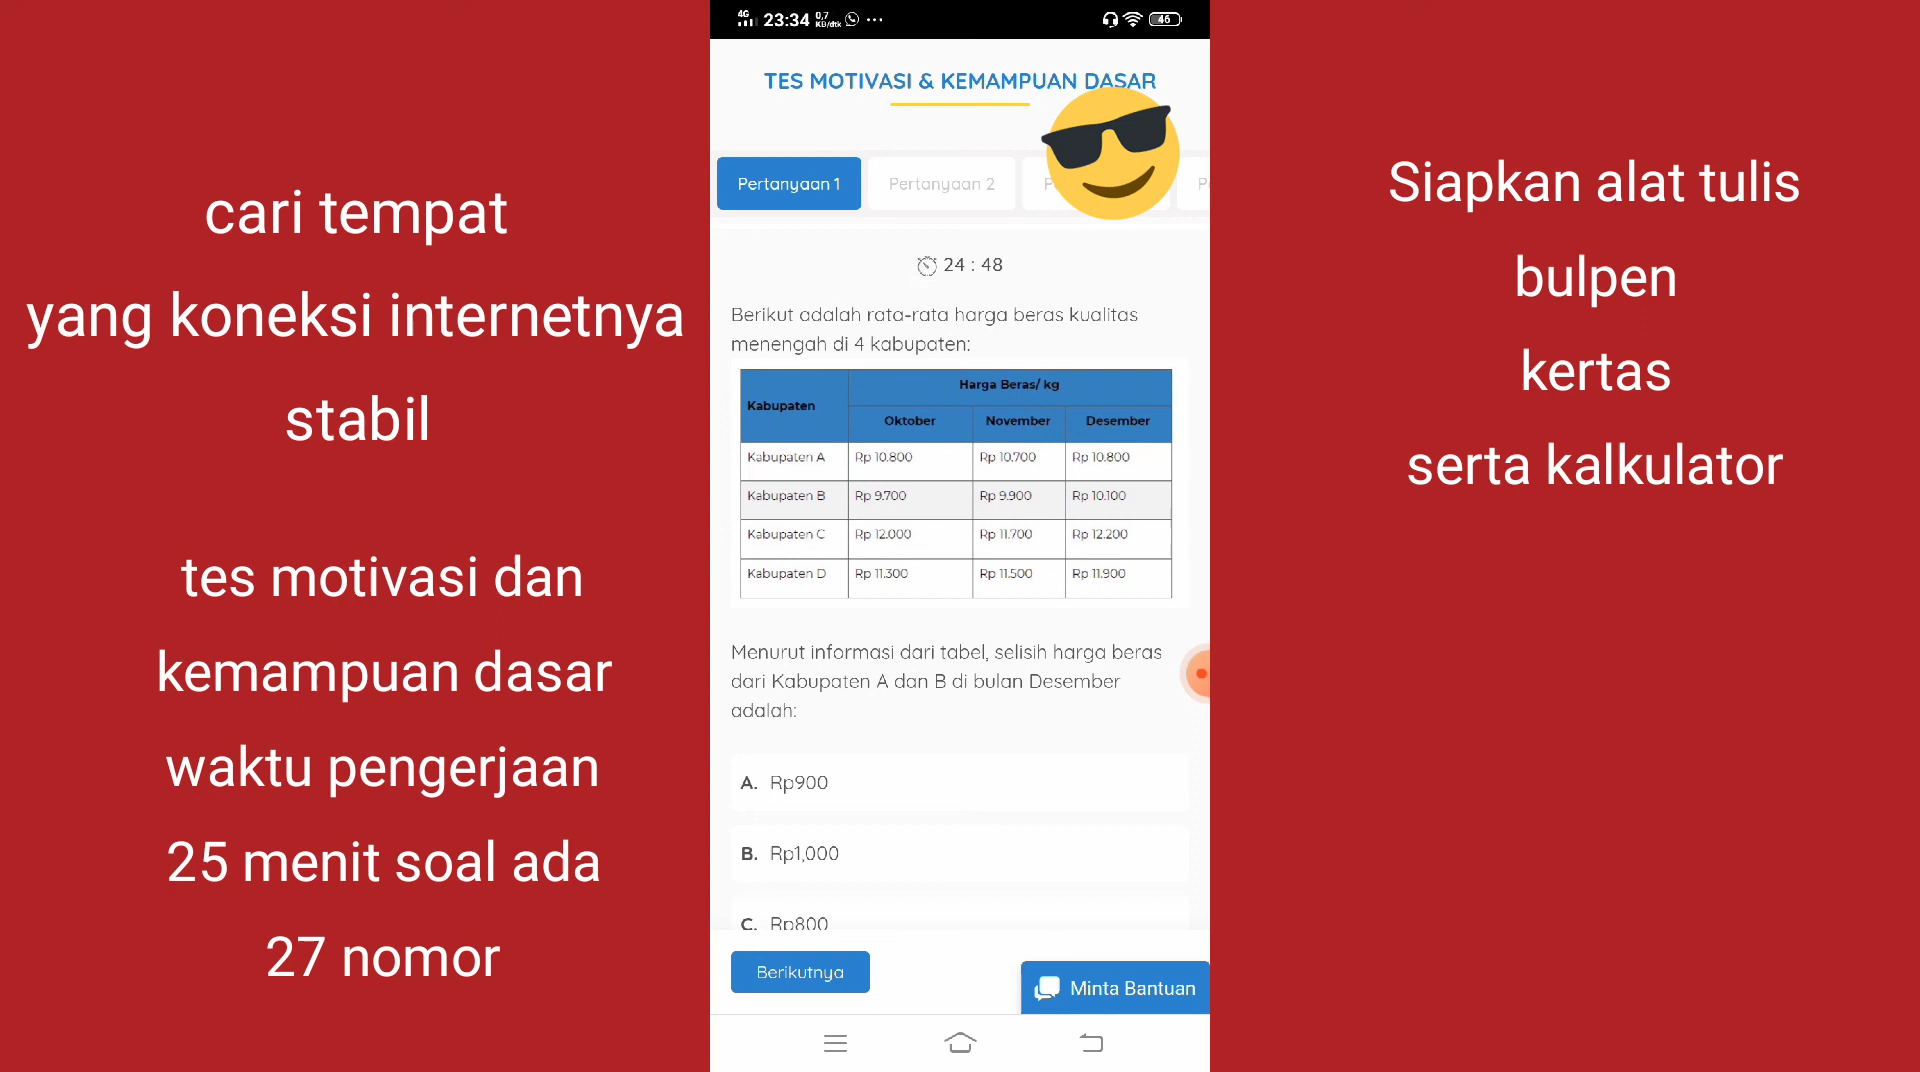 cari tempat
yang koneksi internetnya
stabil
tes motivasi dan
kemampuan dasar
waktu pengerjaan
25 menit soal ada
27 nomor
4G 23:34 0,7 KB/dtk 46
TES MOTIVASI & KEMAMPUAN DASAR
Pertanyaan 1 Pertanyaan 2
24 : 48
Berikut adalah rata-rata harga beras kualitas
menengah di 4 kabupaten:
Kabupaten Harga Beras/ kg
Oktober November Desember
Kabupaten A Rp 10.800 Rp 10.700 Rp 10.800
Kabupaten B Rp 9.700 Rp 9.900 Rp 10.100
Kabupaten C Rp 12.000 Rp 11.700 Rp 12.200
Kabupaten D Rp 11.300 Rp 11.500 Rp 11.900
Menurut informasi dari tabel, selisih harga beras
dari Kabupaten A dan B di bulan Desember
adalah:
A. Rp900
B. Rp1,000
C. Rp800
Berikutnya
Minta Bantuan
Siapkan alat tulis
bulpen
kertas
serta kalkulator